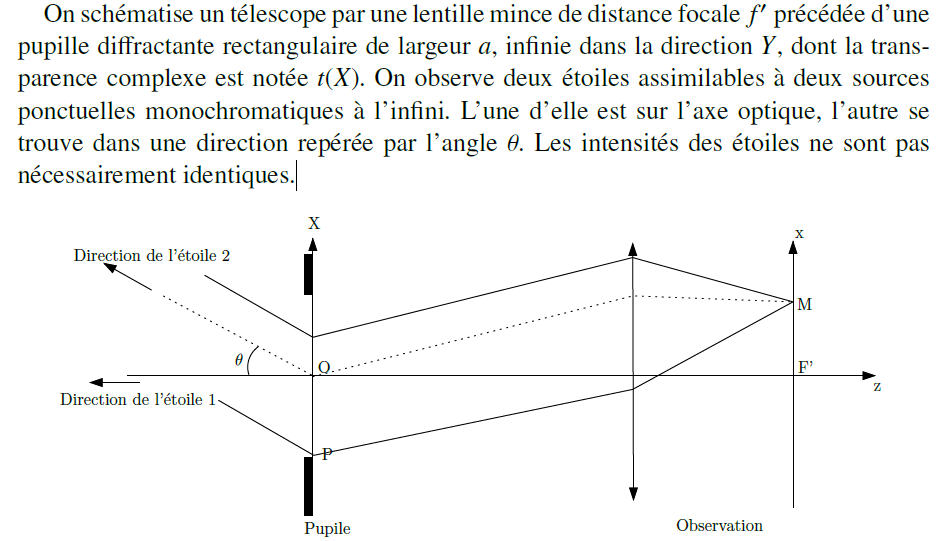 On schématise un télescope par une lentille mince de distance focale f′ précédée d'une
pupille diffractante rectangulaire de largeur a, infinie dans la direction Y, dont la trans-
parence complexe est notée t(X). On observe deux étoiles assimilables à deux sources
ponctuelles monochromatiques à l'infini. L'une d'elle est sur l'axe optique, l'autre se
trouve dans une direction repérée par l'angle θ. Les intensités des étoiles ne sont pas
nécessairement identiques.
X
x
Direction de l'étoile 2
M
θ
O
F'
z
Direction de l'étoile 1
P
Pupile
Observation